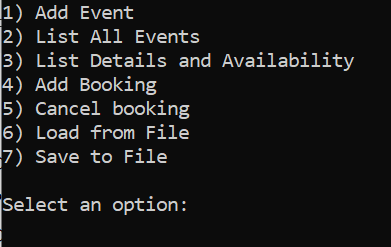 1) Add Event
2) List All Events
3) List Details and Availability
4) Add Booking
5) Cancel booking
6) Load from File
7) Save to File
Select an option: